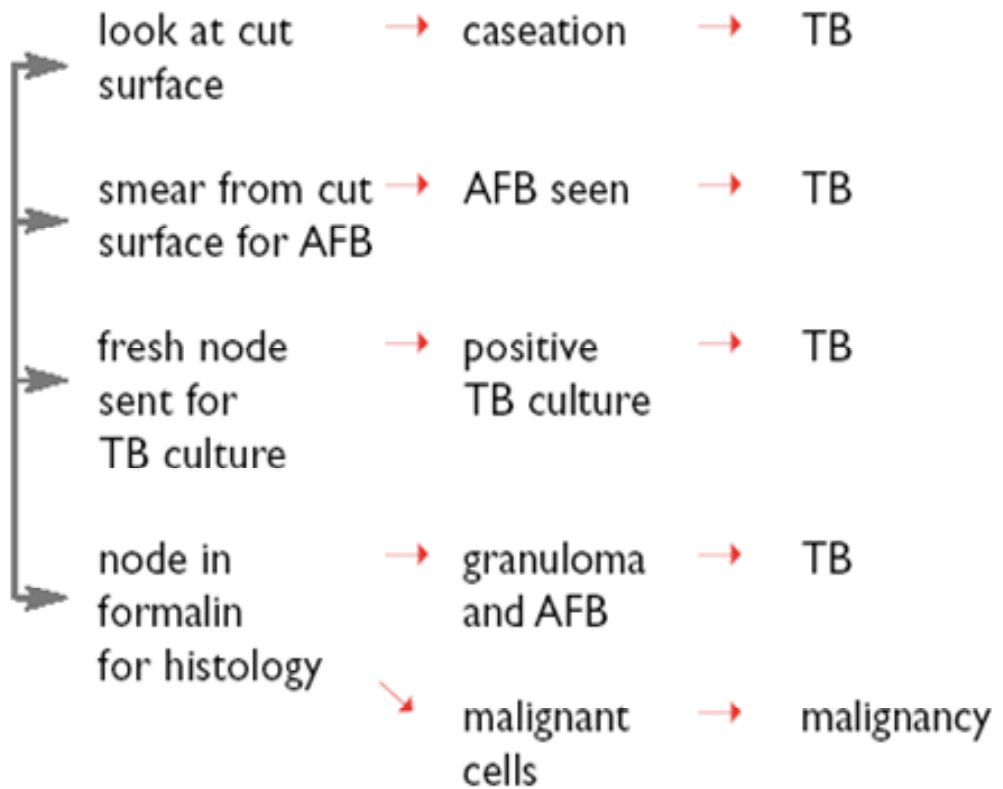 look at cut caseation TB
surface
smear from cut AFB seen TB
surface for AFB
fresh node positive TB
sent for TB culture
TB culture
node in granuloma TB
formalin and AFB
for histology
malignant malignancy
cells